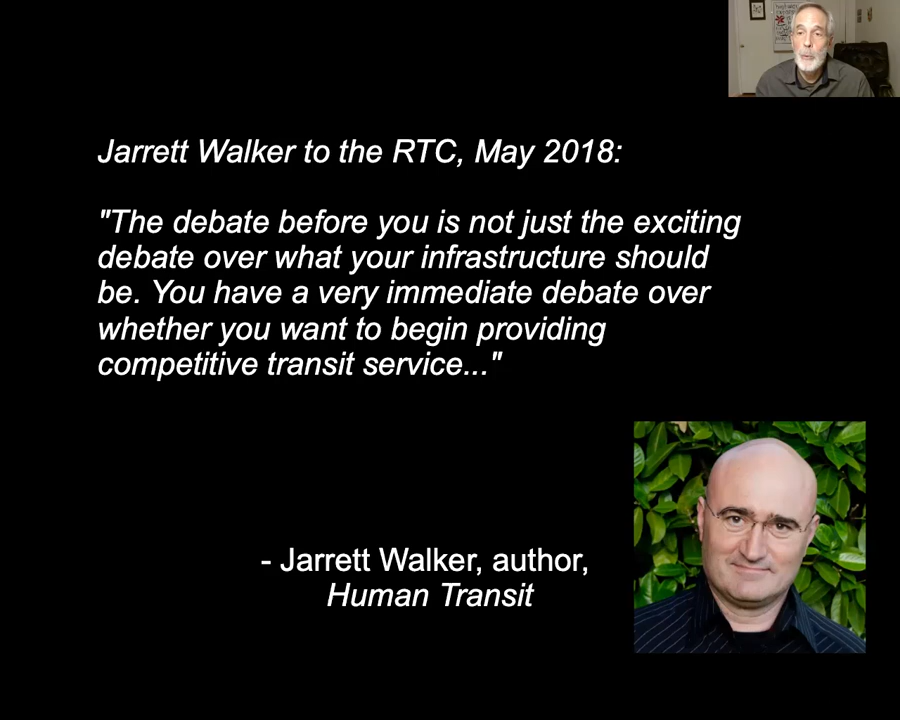 Jarrett Walker to the RTC, May 2018:
"The debate before you is not just the exciting
debate over what your infrastructure should
be. You have a very immediate debate over
whether you want to begin providing
competitive transit service..."
- Jarrett Walker, author,
Human Transit